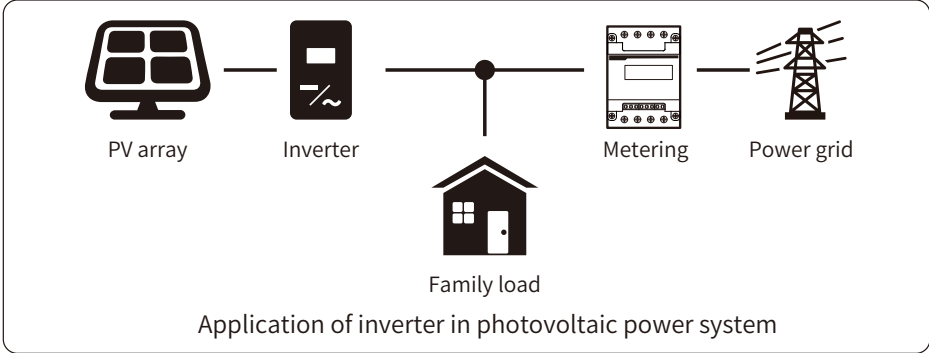 PV array
Inverter
Metering
Power grid
Family load
Application of inverter in photovoltaic power system